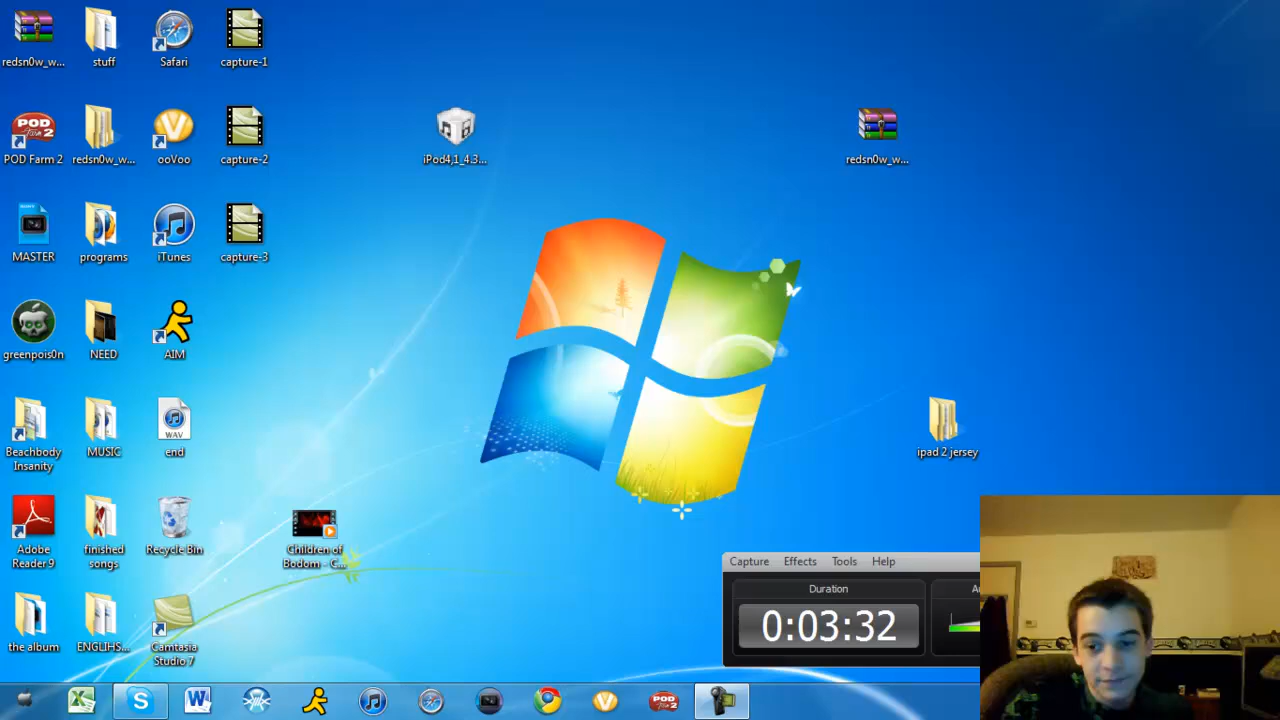 redsn0w_w...
stuff
Safari
capture-1
POD Farm 2
redsn0w_w...
ooVoo
capture-2
iPod4,1_4.3...
redsn0w_w...
MASTER
programs
iTunes
capture-3
greenpois0n
NEED
AIM
Beachbody
Insanity
MUSIC
WAV
end
ipad 2 jersey
Adobe
Reader 9
finished
songs
Recycle Bin
Children of
Bodom - C...
the album
ENGLIHS...
Camtasia
Studio 7
Capture Effects Tools Help
Duration
0:03:32
POD